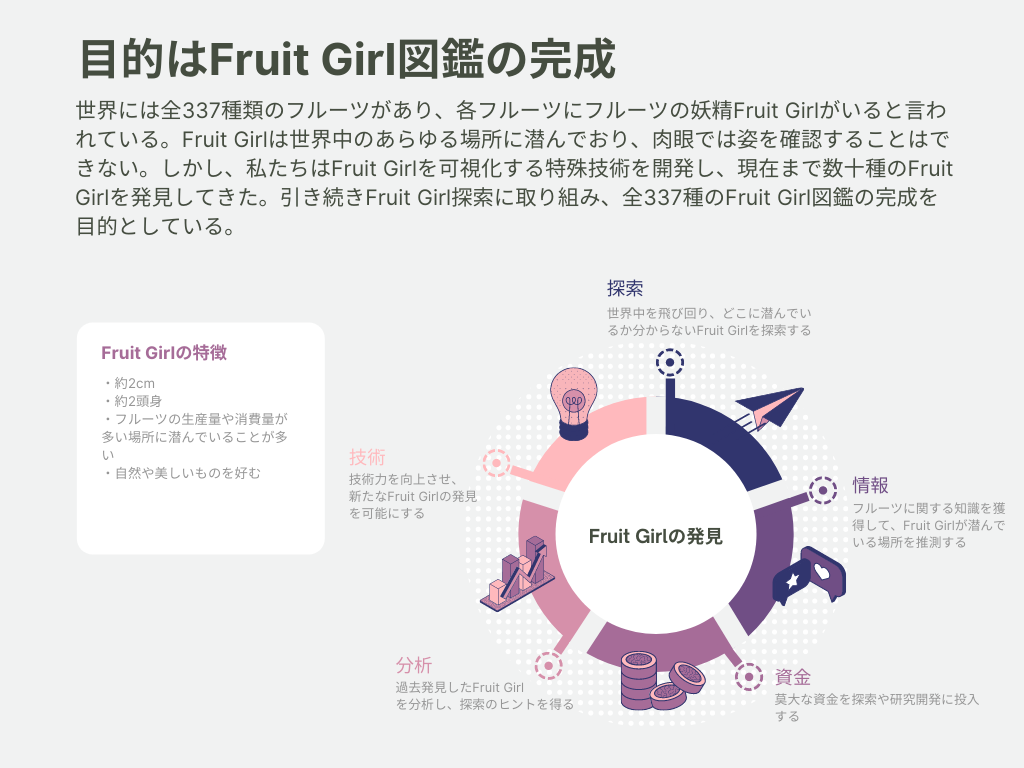 目的はFruit Girl図鑑の完成
世界には全337種類のフルーツがあり、各フルーツにフルーツの妖精Fruit Girlがいると言わ
れている。Fruit Girlは世界中のあらゆる場所に潜んでおり、肉眼では姿を確認することはで
きない。しかし、私たちはFruit Girlを可視化する特殊技術を開発し、現在まで数十種のFruit
Girlを発見してきた。引き続きFruit Girl探索に取り組み、全337種のFruit Girl図鑑の完成を
目的としている。
Fruit Girlの特徴
・約2cm
・約2頭身
・フルーツの生産量や消費量が
多い場所に潜んでいることが多
い
・自然や美しいものを好む
探索
世界中を飛び回り、どこに潜んでい
るか分からないFruit Girlを探索する
技術
技術力を向上させ、
新たなFruit Girlの発見
を可能にする
情報
フルーツに関する知識を獲
得して、Fruit Girlが潜んで
いる場所を推測する
Fruit Girlの発見
分析
過去発見したFruit Girl
を分析し、探索のヒントを得る
資金
莫大な資金を探索や研究開発に投入
する